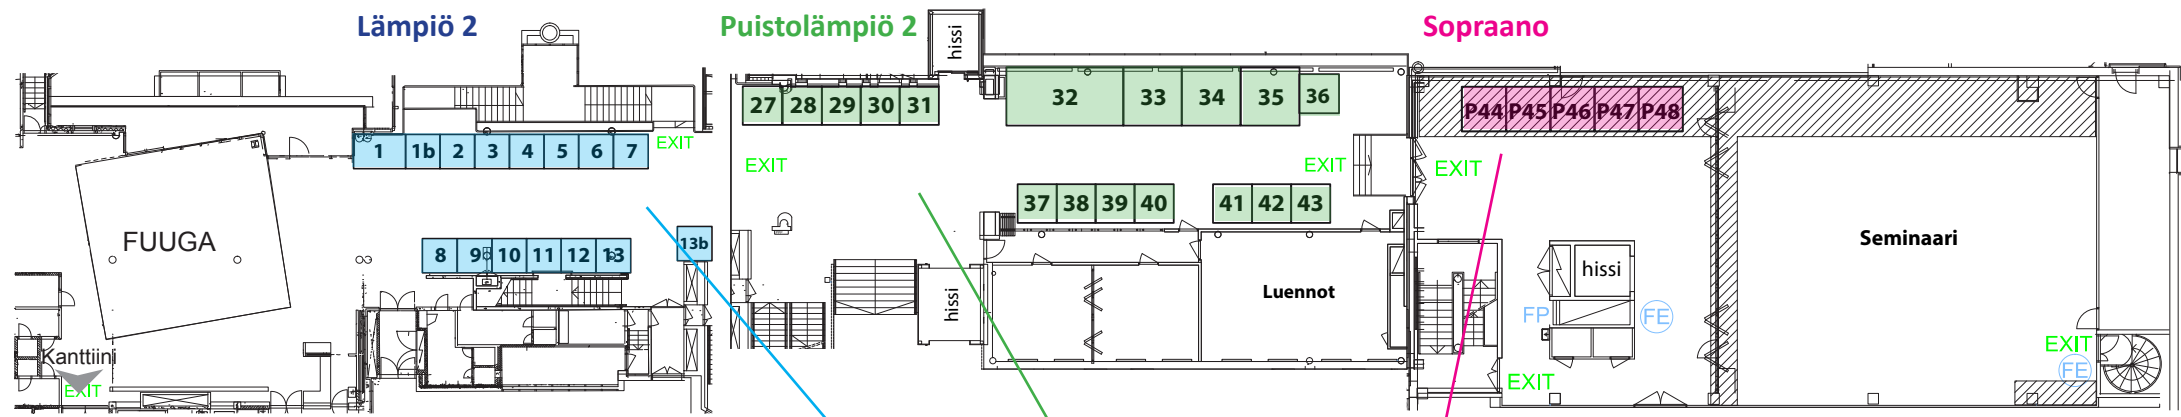 Lämpiö 2
Puistolämpiö 2
Sopraano
hissi
27 28 29 30 31
32 33 34 35 36
P44 P45 P46 P47 P48
1 1b 2 3 4 5 6 7
EXIT
EXIT
EXIT
EXIT
37 38 39 40
41 42 43
FUUGA
8 9 10 11 12 13
13b
Seminaari
hissi
hissi
Luennot
FP
FE
Kanttiini
EXIT
EXIT
FE
EXIT